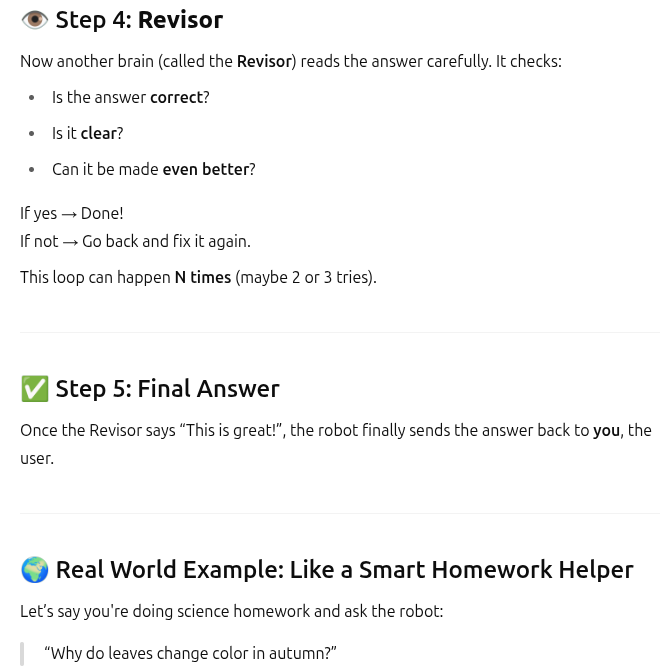 👁️ Step 4: Revisor
Now another brain (called the Revisor) reads the answer carefully. It checks:
• Is the answer correct?
• Is it clear?
• Can it be made even better?
If yes → Done!
If not → Go back and fix it again.
This loop can happen N times (maybe 2 or 3 tries).
✅ Step 5: Final Answer
Once the Revisor says “This is great!”, the robot finally sends the answer back to you, the
user.
🌍 Real World Example: Like a Smart Homework Helper
Let’s say you're doing science homework and ask the robot:
“Why do leaves change color in autumn?”